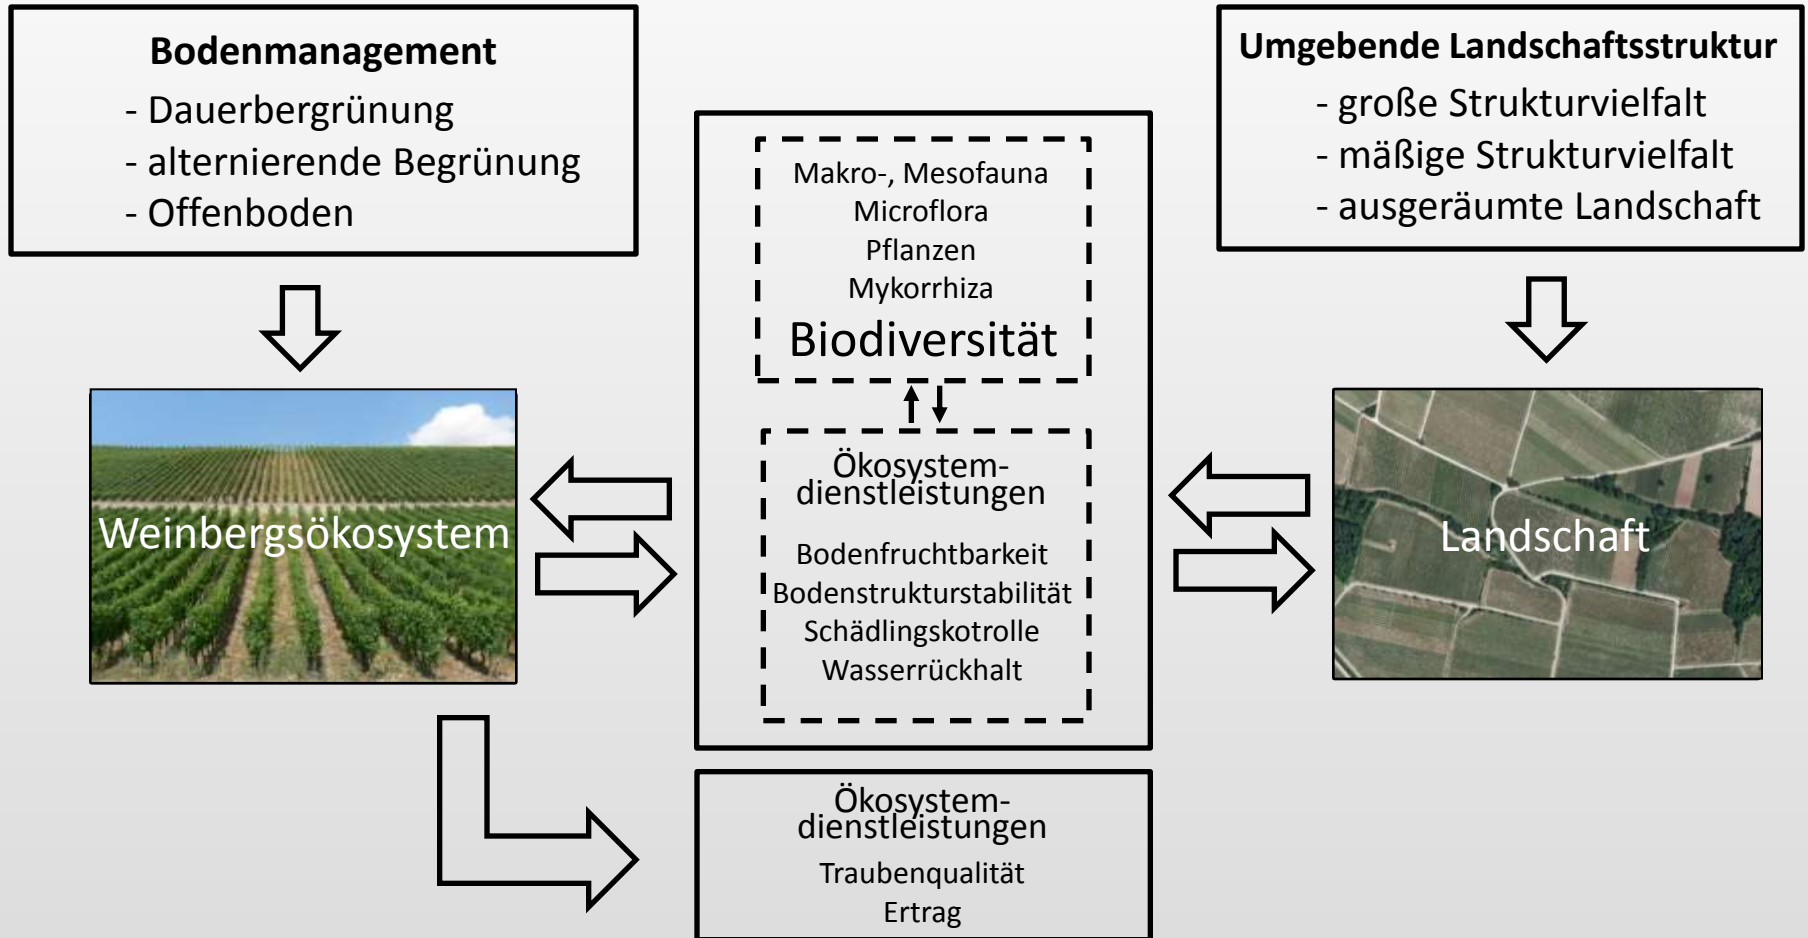 Bodenmanagement
- Dauerbergrünung
- alternierende Begrünung
- Offenboden
Umgebende Landschaftsstruktur
- große Strukturvielfalt
- mäßige Strukturvielfalt
- ausgeräumte Landschaft
Makro-, Mesofauna
Microflora
Pflanzen
Mykorrhiza
Biodiversität
Weinbergsökosystem
Ökosystem-
dienstleistungen
Bodenfruchtbarkeit
Bodenstrukturstabilität
Schädlingskotrolle
Wasserrückhalt
Landschaft
Ökosystem-
dienstleistungen
Traubenqualität
Ertrag